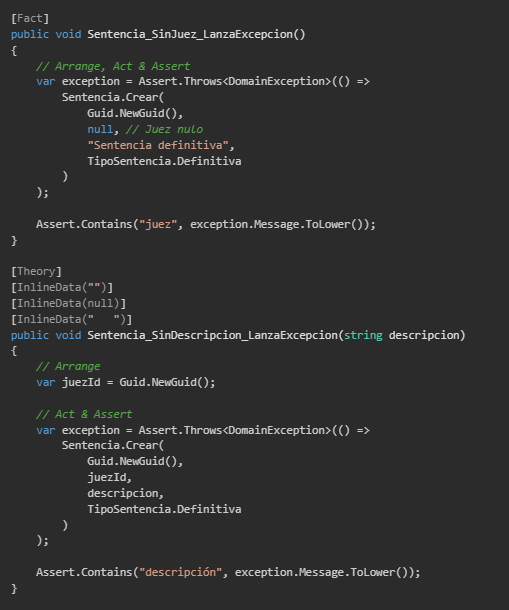 [Fact]
public void Sentencia_SinJuez_LanzaExcepcion()
{
    // Arrange, Act & Assert
    var exception = Assert.Throws<DomainException>(() =>
        Sentencia.Crear(
            Guid.NewGuid(),
            null, // Juez nulo
            "Sentencia definitiva",
            TipoSentencia.Definitiva
        )
    );

    Assert.Contains("juez", exception.Message.ToLower());
}

[Theory]
[InlineData("")]
[InlineData(null)]
[InlineData("   ")]
public void Sentencia_SinDescripcion_LanzaExcepcion(string descripcion)
{
    // Arrange
    var juezId = Guid.NewGuid();

    // Act & Assert
    var exception = Assert.Throws<DomainException>(() =>
        Sentencia.Crear(
            Guid.NewGuid(),
            juezId,
            descripcion,
            TipoSentencia.Definitiva
        )
    );

    Assert.Contains("descripción", exception.Message.ToLower());
}